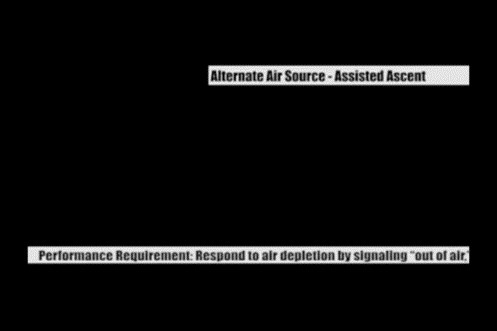 Alternate Air Source - Assisted Ascent
Performance Requirement: Respond to air depletion by signaling "out of air,"